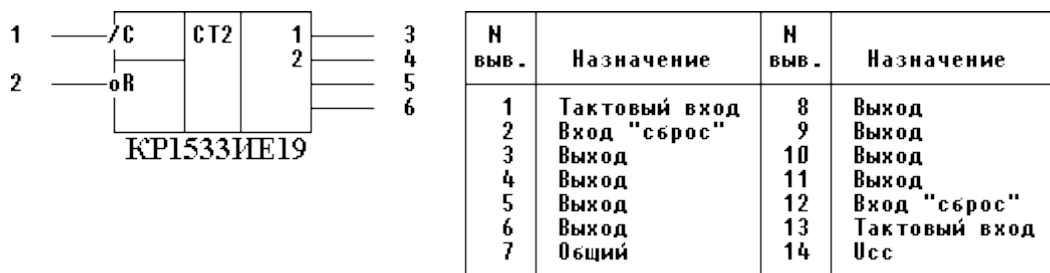 1 /C CT2 1 3
2 4
2 oR 5
6
КР1533ИЕ19
N выв. Назначение N выв. Назначение
1 Тактовый вход 8 Выход
2 Вход "сброс" 9 Выход
3 Выход 10 Выход
4 Выход 11 Выход
5 Выход 12 Вход "сброс"
6 Выход 13 Тактовый вход
7 Общий 14 Ucc